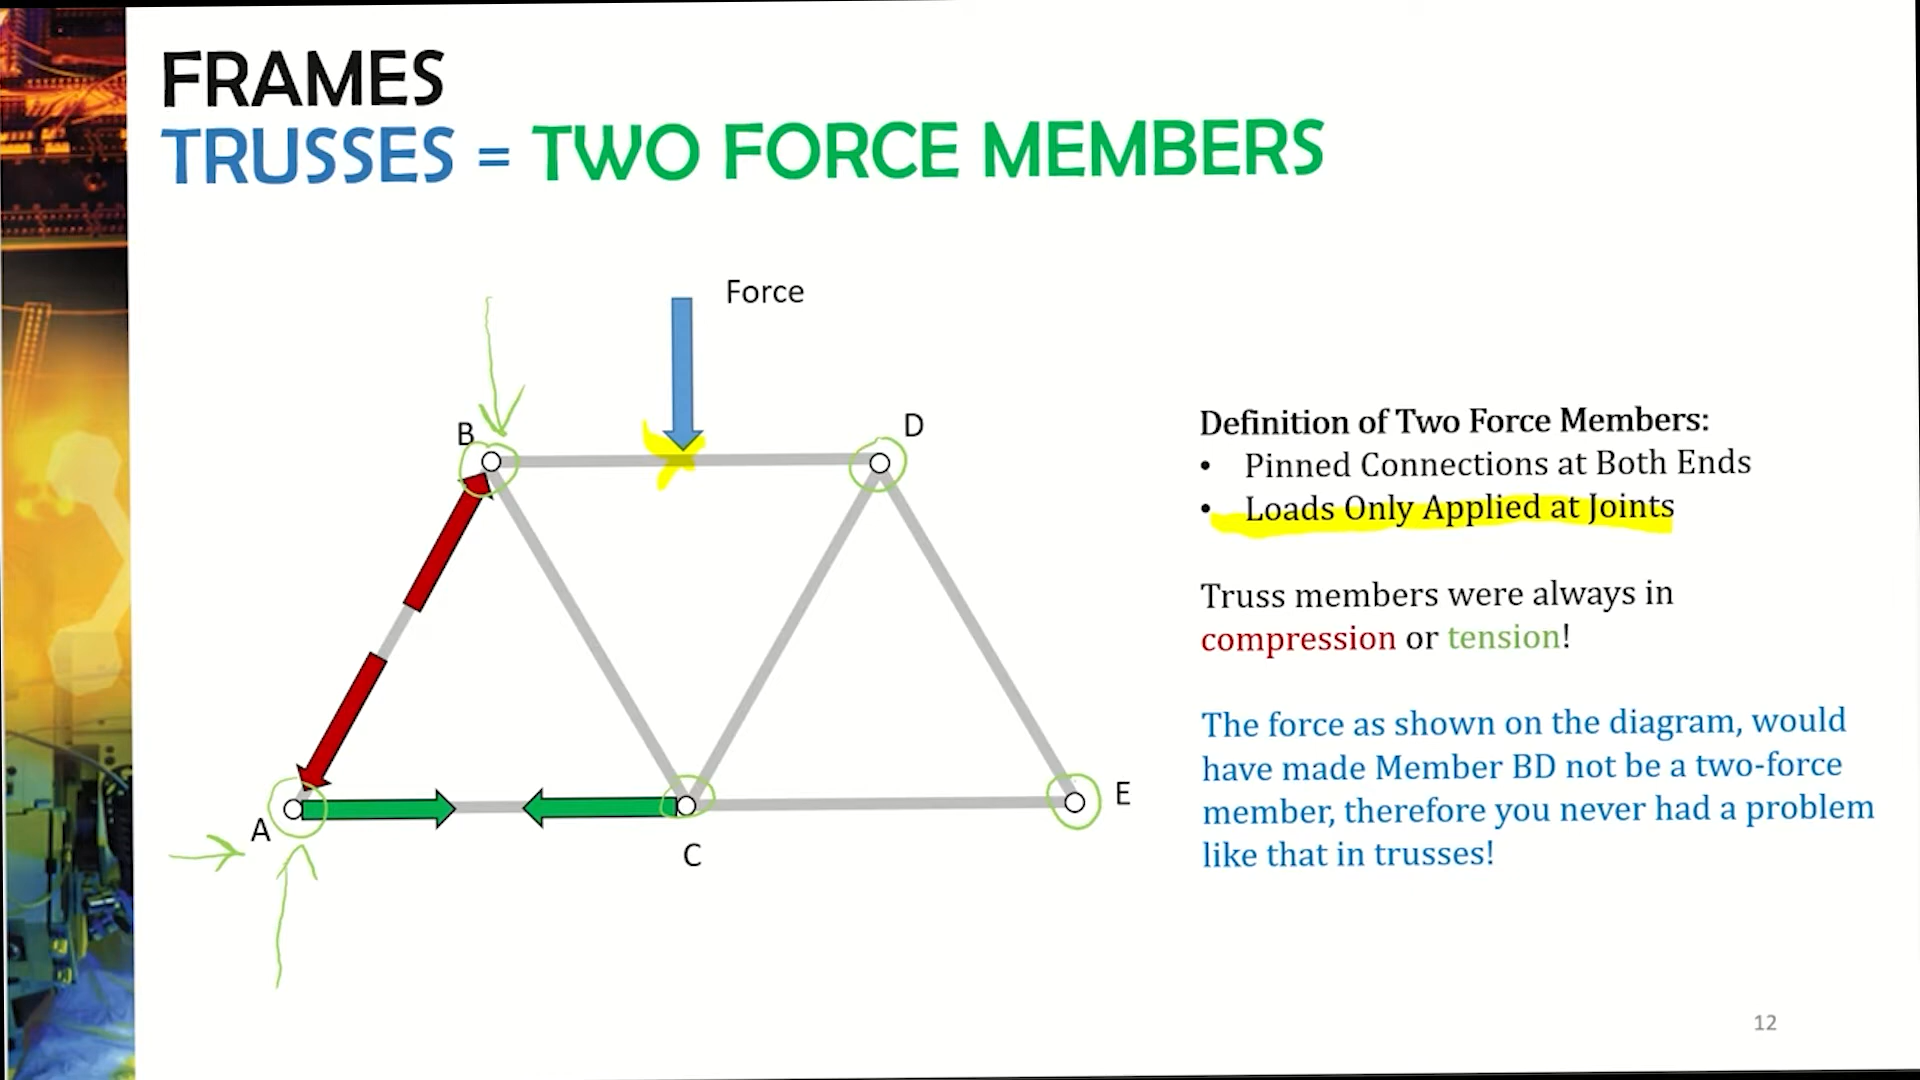 FRAMES
TRUSSES = TWO FORCE MEMBERS
Force
B
D
A
C
E
Definition of Two Force Members:
• Pinned Connections at Both Ends
• Loads Only Applied at Joints
Truss members were always in
compression or tension!
The force as shown on the diagram, would
have made Member BD not be a two-force
member, therefore you never had a problem
like that in trusses!
12